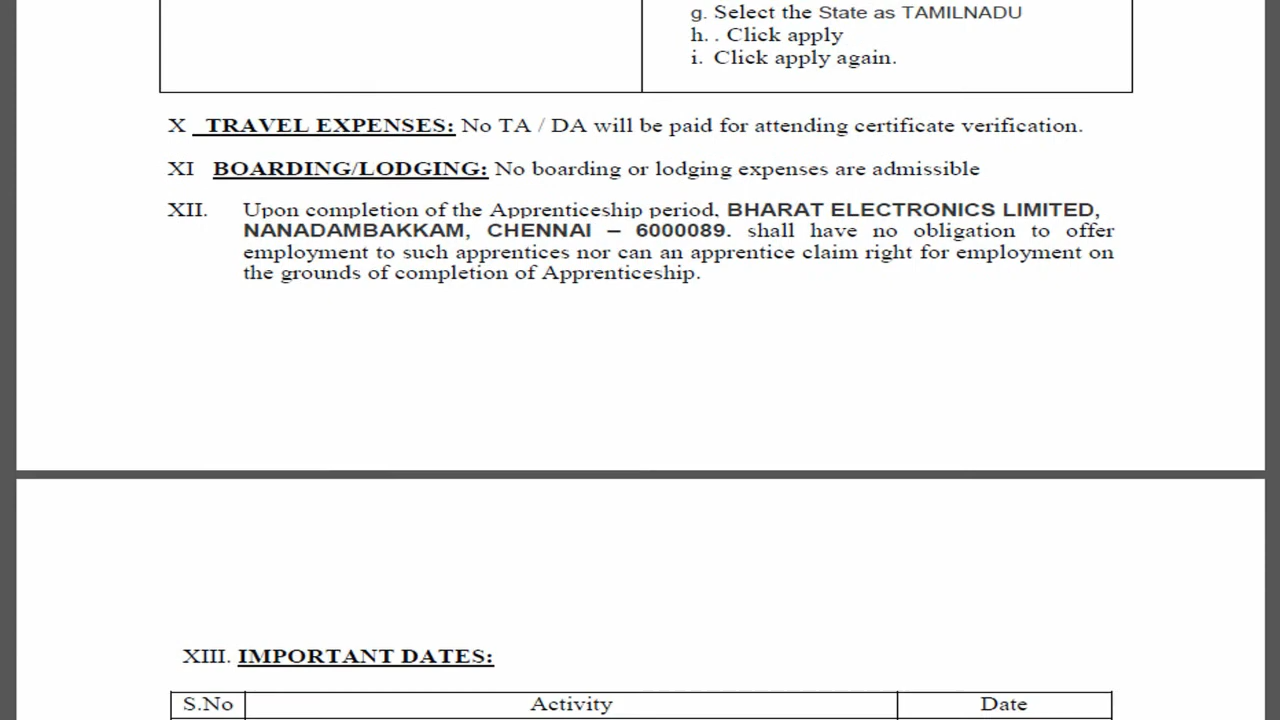 g. Select the State as TAMILNADU
h. . Click apply
i. Click apply again.
X TRAVEL EXPENSES: No TA / DA will be paid for attending certificate verification.
XI BOARDING/LODGING: No boarding or lodging expenses are admissible
XII. Upon completion of the Apprenticeship period, BHARAT ELECTRONICS LIMITED,
NANADAMBAKKAM, CHENNAI – 6000089. shall have no obligation to offer
employment to such apprentices nor can an apprentice claim right for employment on
the grounds of completion of Apprenticeship.
XIII. IMPORTANT DATES:
S.No Activity Date